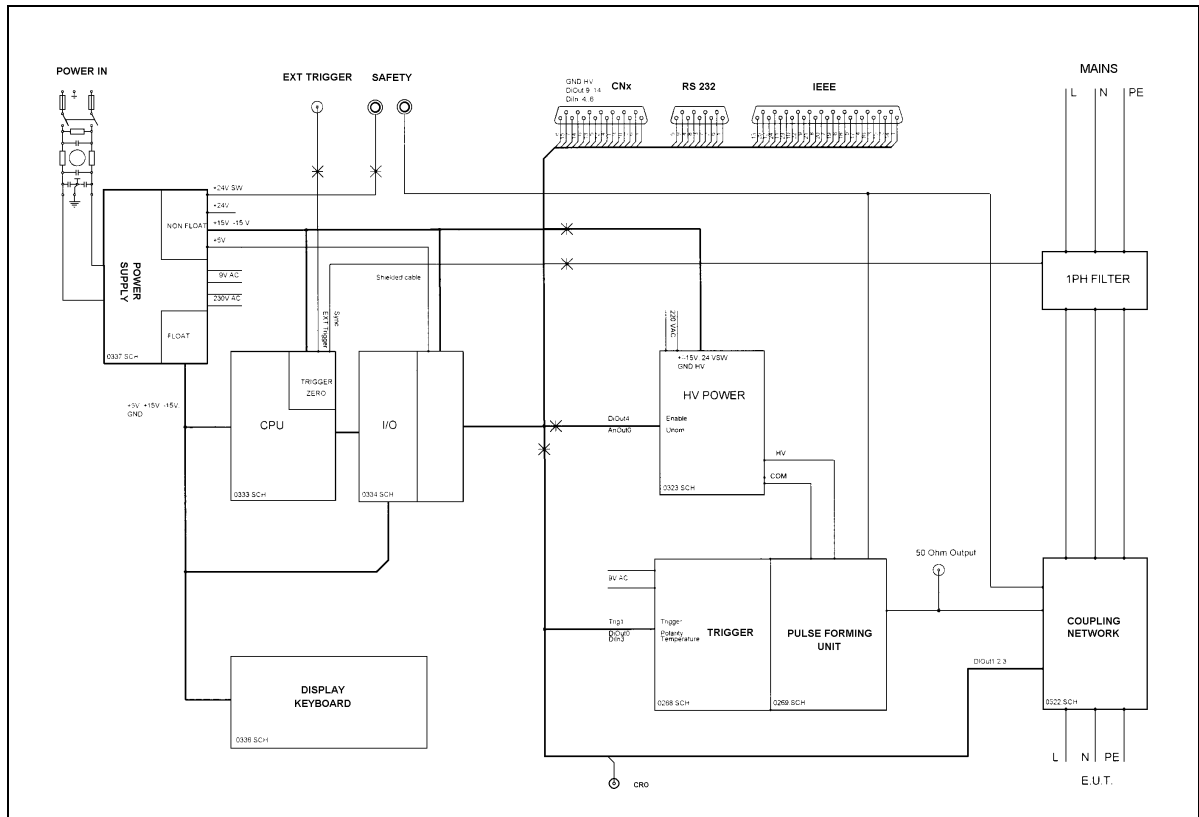 POWER IN
EXT TRIGGER
SAFETY
GND HV
DiOut 9 14
DiIn 4, 8
CNx
RS 232
IEEE
MAINS
L N PE
+24V SW
+24V
+15V -15 V
NON FLOAT
POWER
SUPPLY
9V AC
230V AC
FLOAT
0337 SCH
Shielded cable
Sync
EXT Trigger
1PH FILTER
TRIGGER
ZERO
CPU
0333 SCH
I/O
0334 SCH
+15V -15V
GND
220 VAC
+-15V 24 VSW
GND HV
HV POWER
DiOut4
AnOut0
Enable
Unom
HV
COM
0323 SCH
50 Ohm Output
9V AC
Trig1
DiOut0
DiIn3
Trigger
Polarity
Temperature
TRIGGER
PULSE FORMING
UNIT
0268 SCH
0269 SCH
COUPLING
NETWORK
DiOut1 2 3
0522 SCH
DISPLAY
KEYBOARD
0336 SCH
CRO
L N PE
E.U.T.